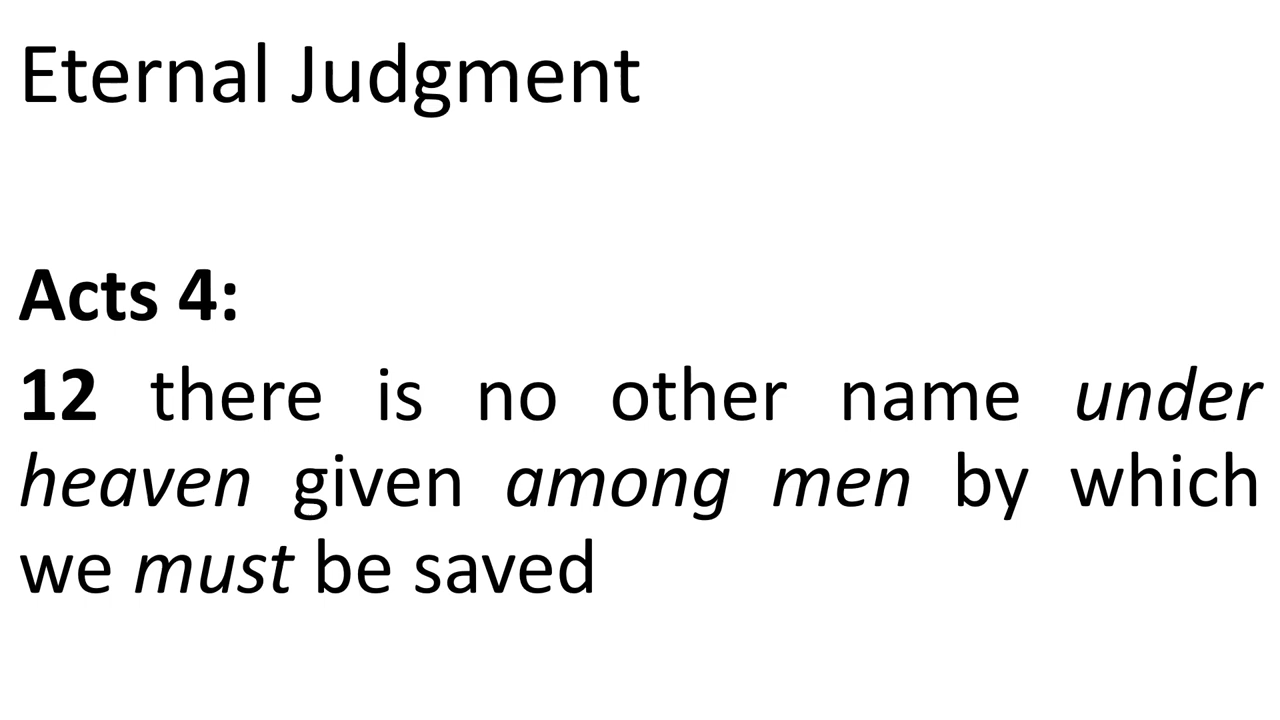 Eternal Judgment
Acts 4:
12 there is no other name under
heaven given among men by which
we must be saved